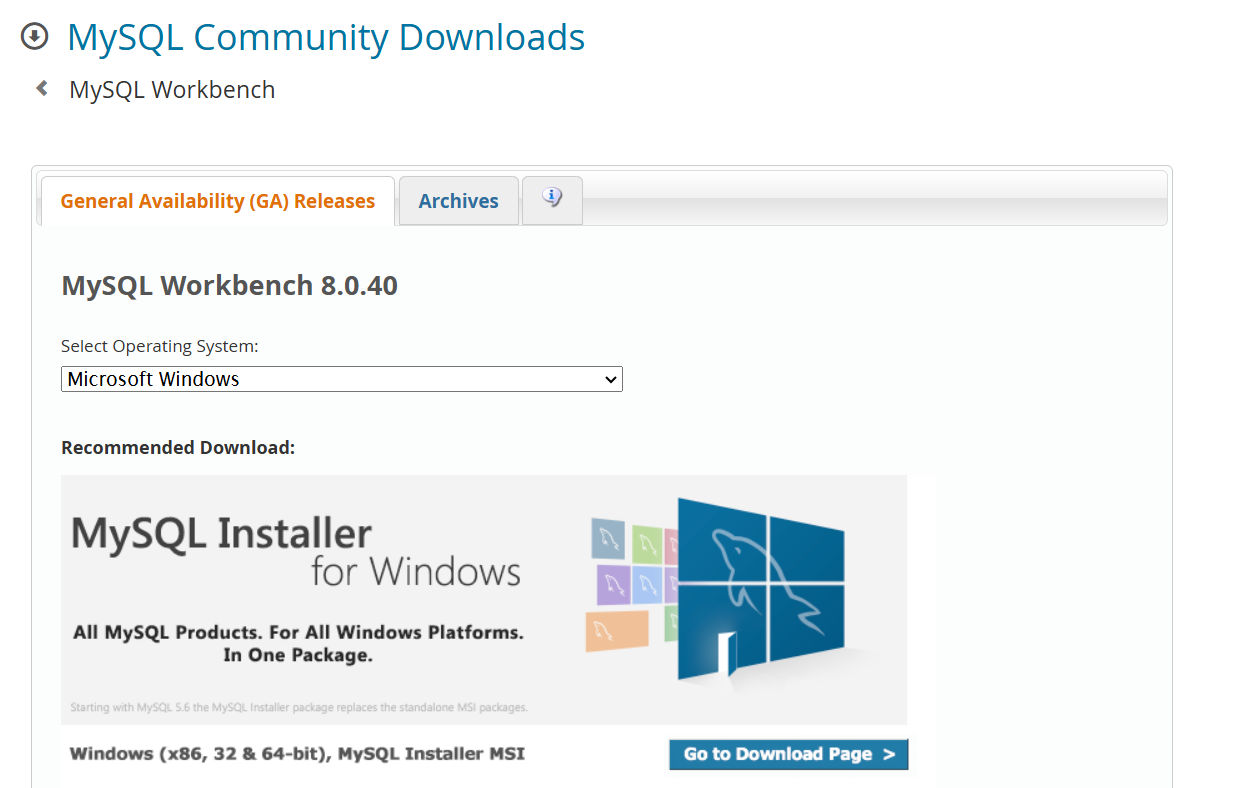 MySQL Community Downloads
MySQL Workbench
General Availability (GA) Releases
Archives
MySQL Workbench 8.0.40
Select Operating System:
Microsoft Windows
Recommended Download:
MySQL Installer
for Windows
All MySQL Products. For All Windows Platforms.
In One Package.
Starting with MySQL 5.6 the MySQL Installer package replaces the standalone MSI packages.
Windows (x86, 32 & 64-bit), MySQL Installer MSI
Go to Download Page >